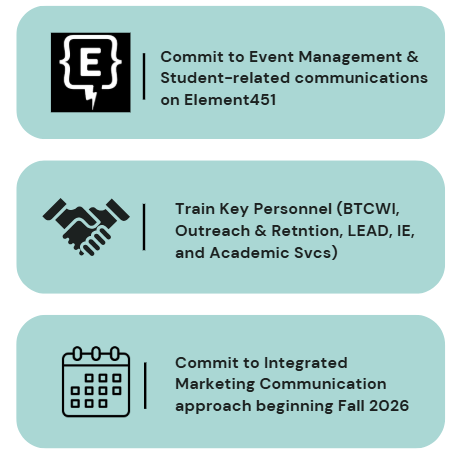 E
Commit to Event Management &
Student-related communications
on Element451
Train Key Personnel (BTCWI,
Outreach & Retntion, LEAD, IE,
and Academic Svcs)
Commit to Integrated
Marketing Communication
approach beginning Fall 2026